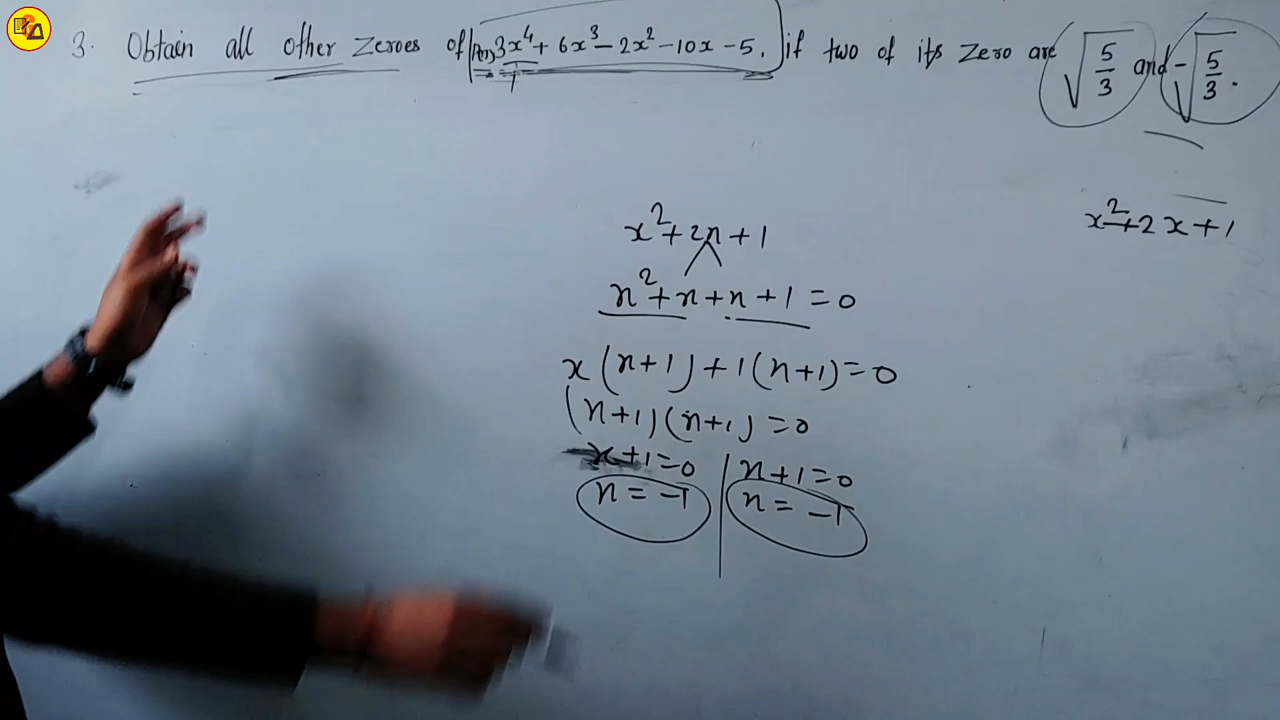 3. Obtain all other zeroes of p(x) 3x⁴ + 6x³ - 2x² - 10x - 5. if two of its zero are √5/3 and -√5/3.
x² + 2x + 1
x² + 2x + 1
x² + x + x + 1 = 0
x(x+1) + 1(x+1) = 0
(x+1)(x+1) = 0
x+1=0 | x+1=0
x = -1 | x = -1